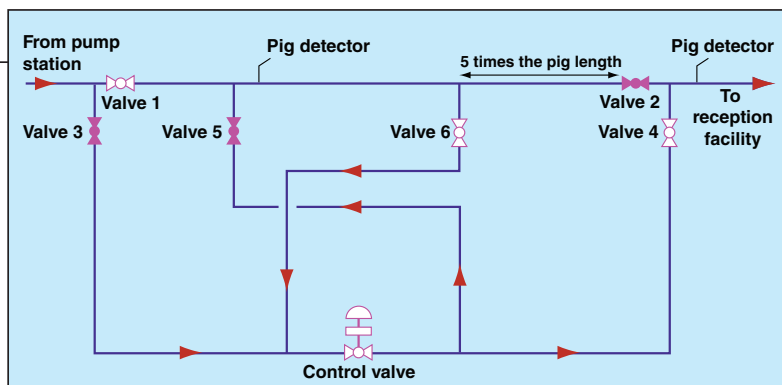 From pump
station
Pig detector
5 times the pig length
Pig detector
Valve 1
Valve 2
To
reception
facility
Valve 3
Valve 5
Valve 6
Valve 4
Control valve